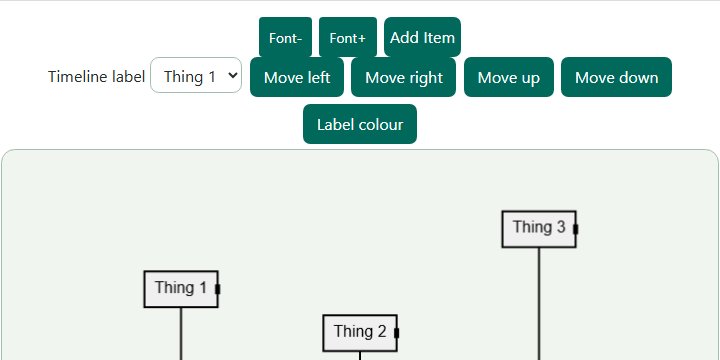 Font- Font+ Add Item
Timeline label Thing 1 Move left Move right Move up Move down
Label colour
Thing 3
Thing 1
Thing 2